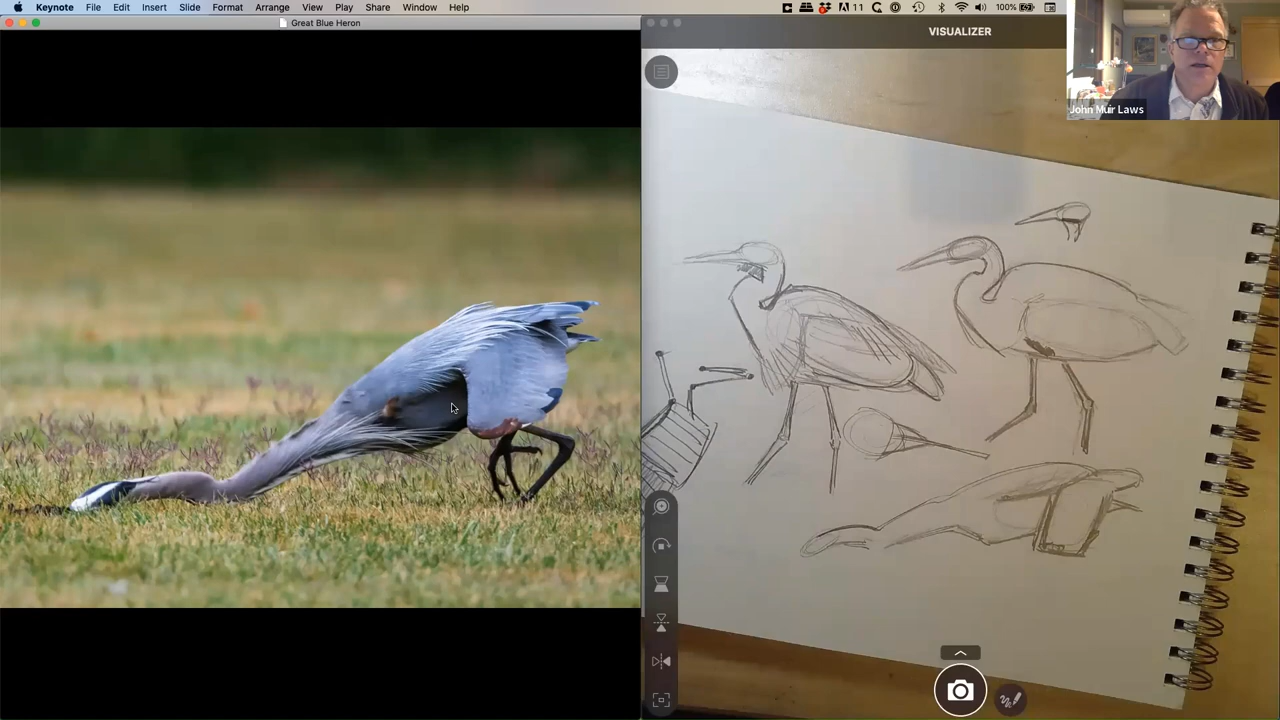 Keynote File Edit Insert Slide Format Arrange View Play Share Window Help
11 100%
Great Blue Heron
VISUALIZER
John Muir Laws